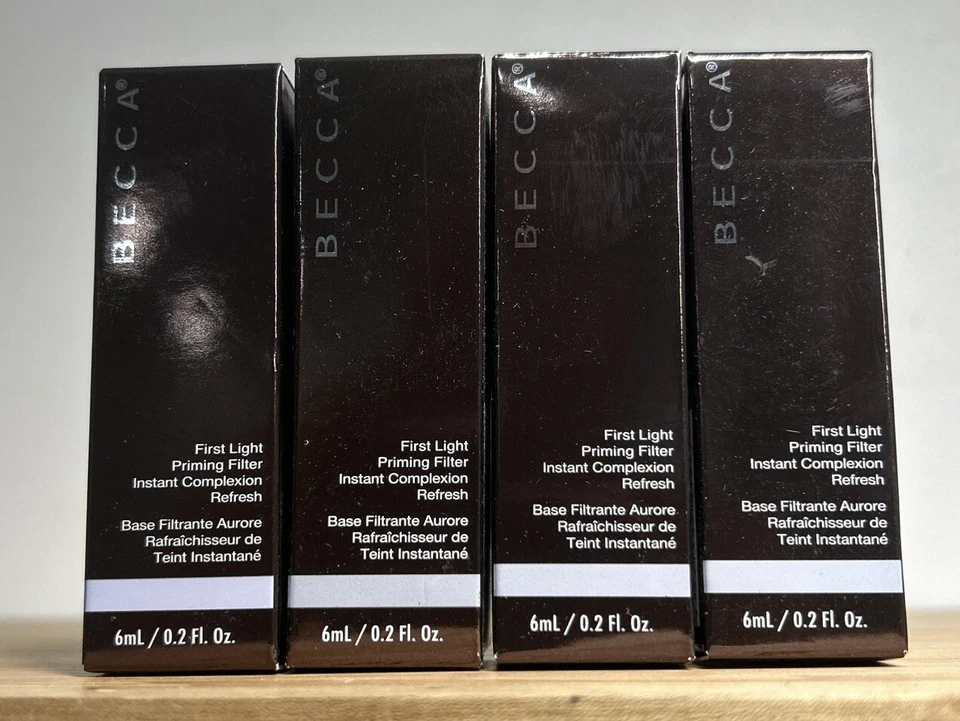 BECCA®
First Light
Priming Filter
Instant Complexion
Refresh
Base Filtrante Aurore
Rafraîchisseur de
Teint Instantané
6mL / 0.2 Fl. Oz.
BECCA®
First Light
Priming Filter
Instant Complexion
Refresh
Base Filtrante Aurore
Rafraîchisseur de
Teint Instantané
6mL / 0.2 Fl. Oz.
BECCA®
First Light
Priming Filter
Instant Complexion
Refresh
Base Filtrante Aurore
Rafraîchisseur de
Teint Instantané
6mL / 0.2 Fl. Oz.
BECCA®
First Light
Priming Filter
Instant Complexion
Refresh
Base Filtrante Aurore
Rafraîchisseur de
Teint Instantané
6mL / 0.2 Fl. Oz.